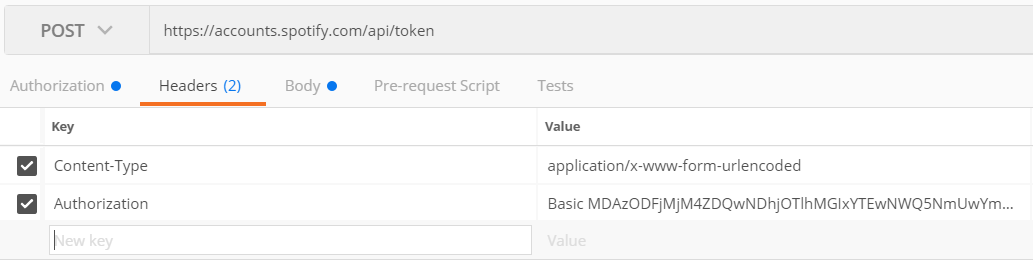 POST https://accounts.spotify.com/api/token
Authorization Headers (2) Body Pre-request Script Tests
Key Value
Content-Type application/x-www-form-urlencoded
Authorization Basic MDAzODFjMjM4ZDQwNDhjOTlhMGIxYTEwNWQ5NmUwYm...
New key Value